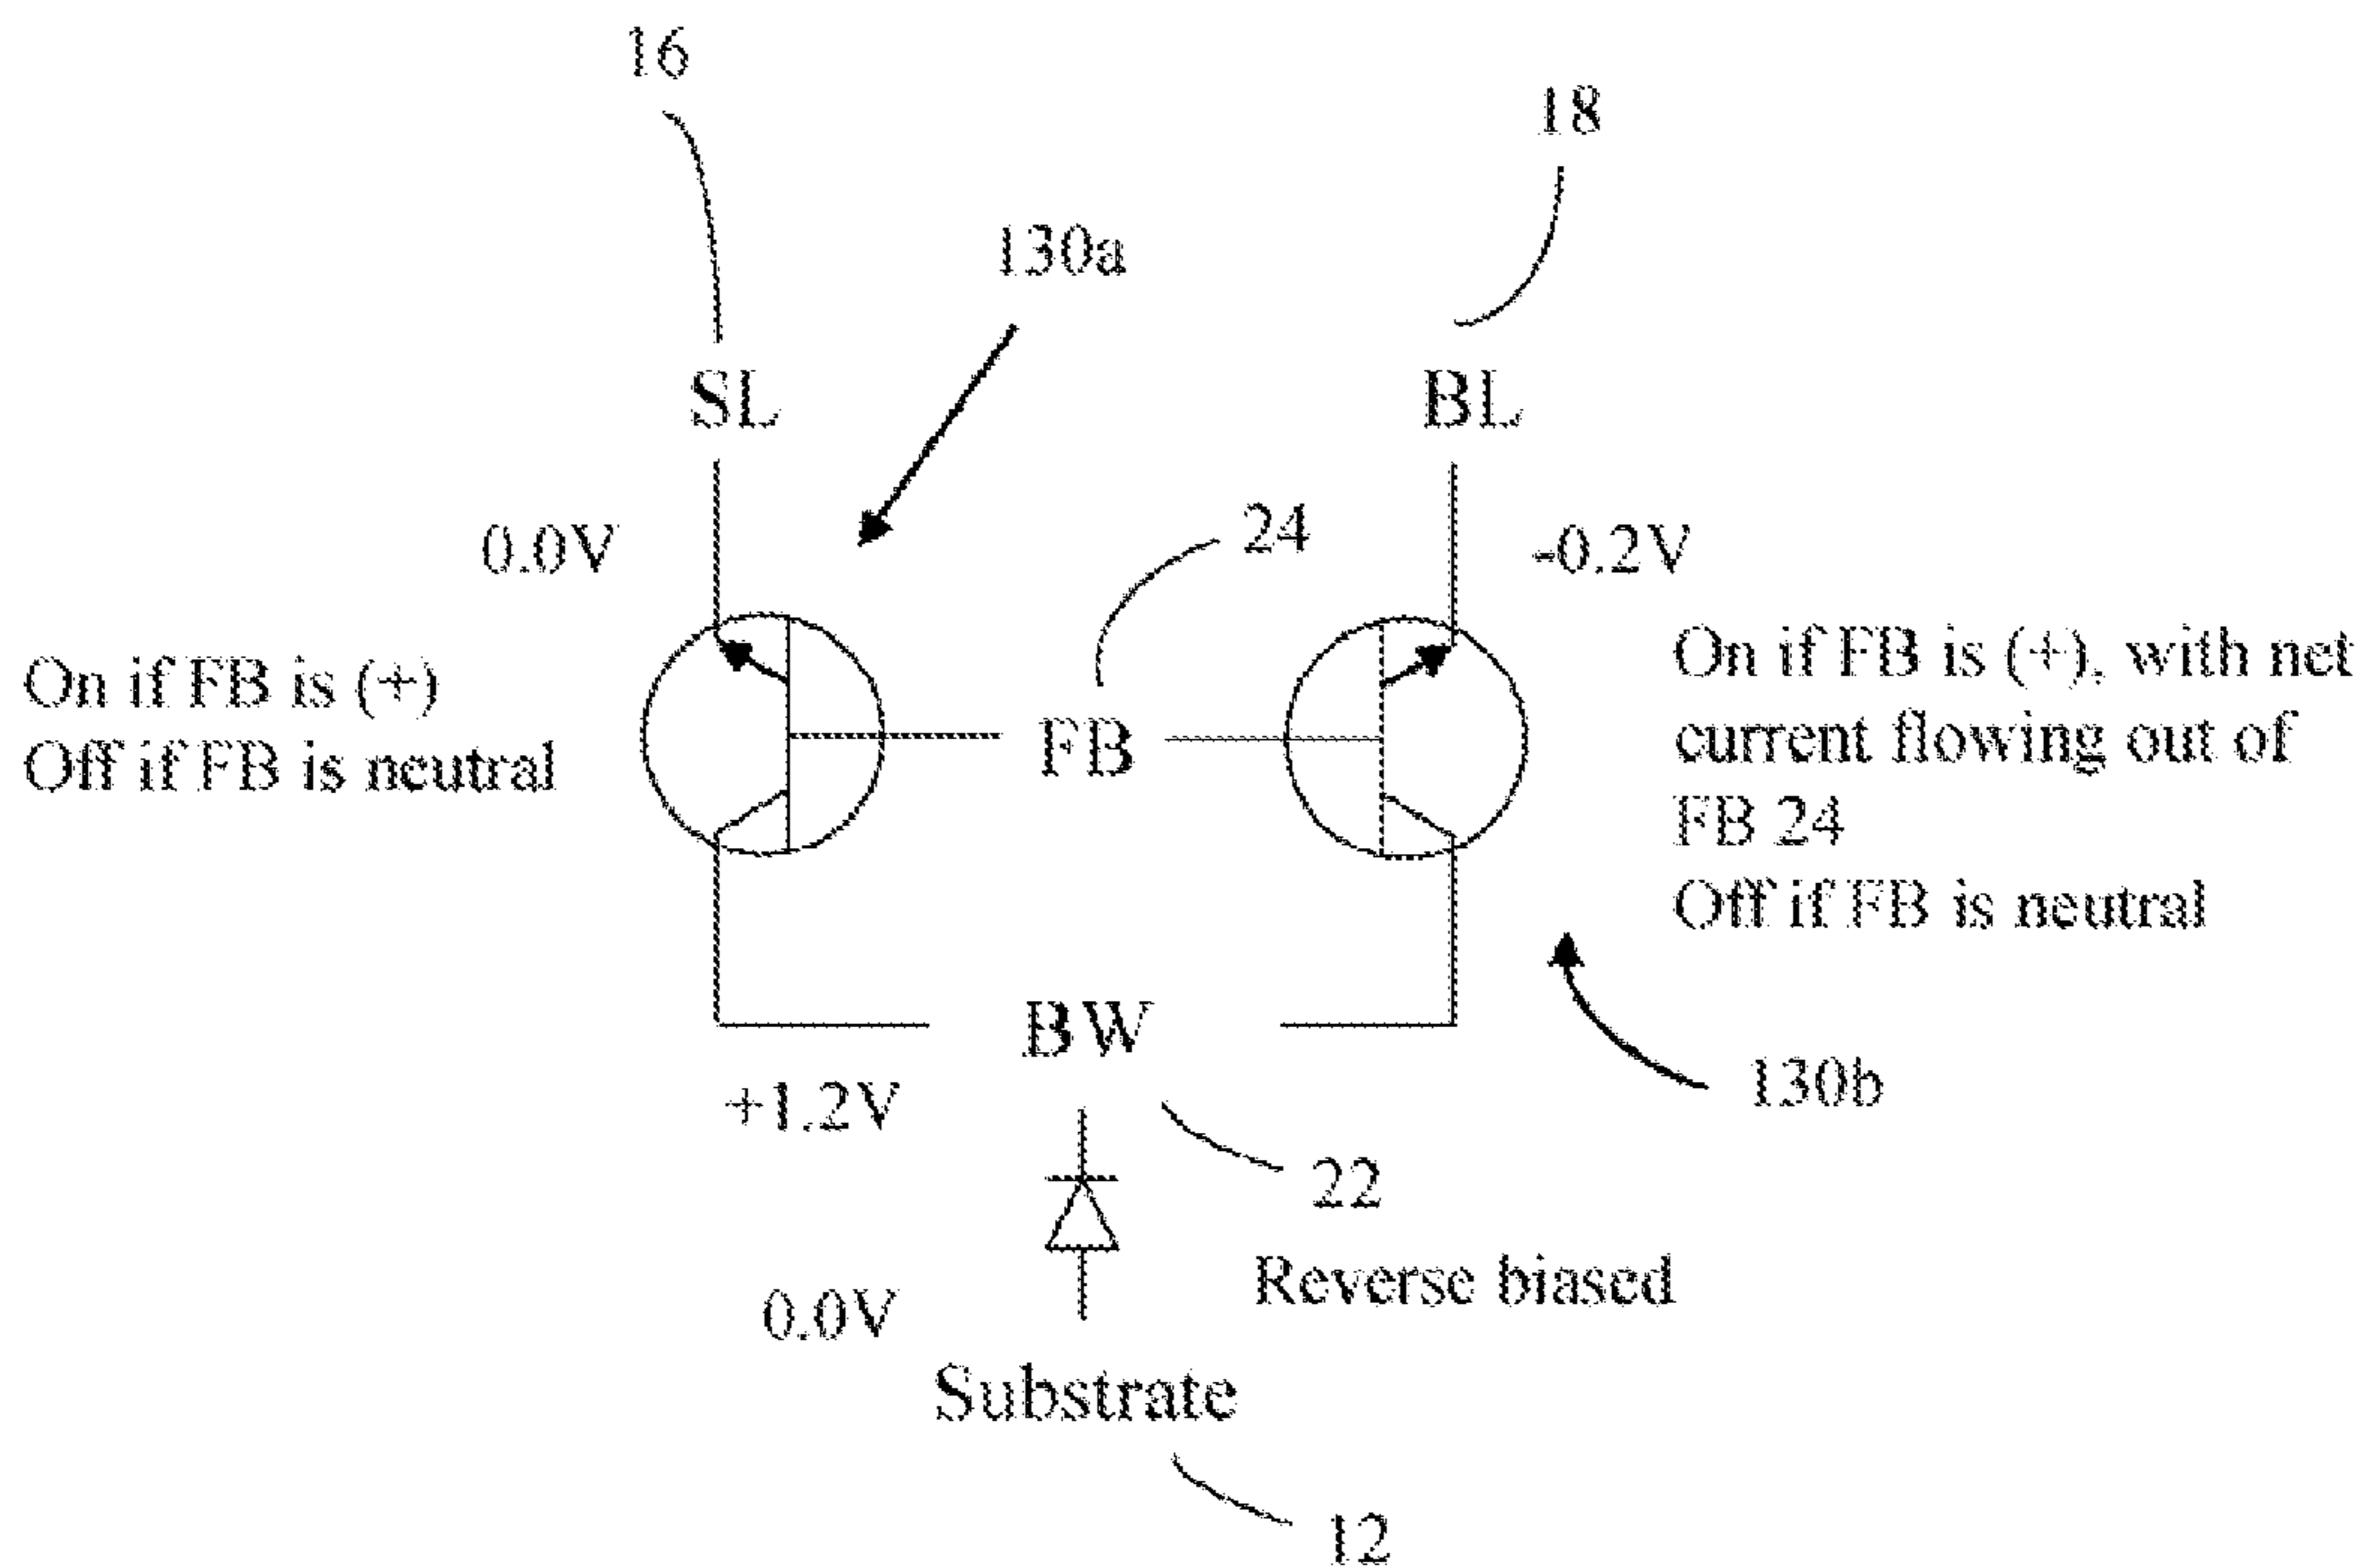 16
18
130a
SL
BL
0.0V
24
-0.2V
On if FB is (+)
Off if FB is neutral
FB
On if FB is (+), with net
current flowing out of
FB 24
Off if FB is neutral
BW
+1.2V
130b
22
Reverse biased
0.0V
Substrate
12